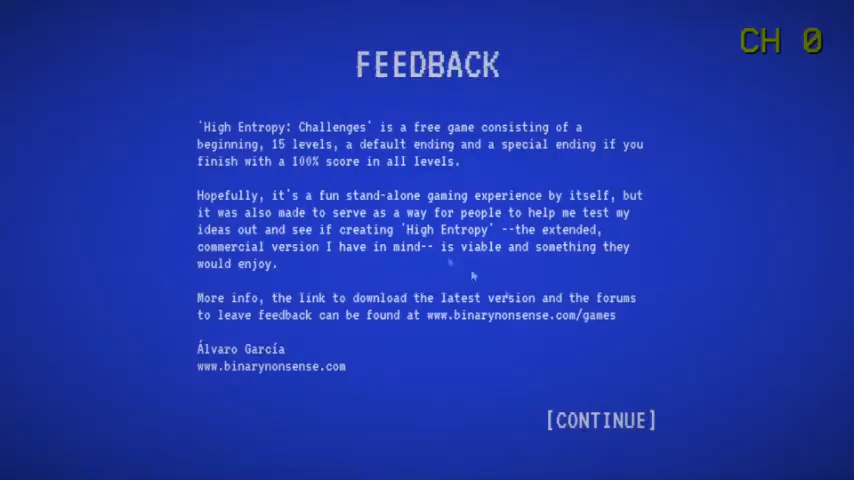 CH 0
FEEDBACK
'High Entropy: Challenges' is a free game consisting of a
beginning, 15 levels, a default ending and a special ending if you
finish with a 100% score in all levels.
Hopefully, it's a fun stand-alone gaming experience by itself, but
it was also made to serve as a way for people to help me test my
ideas out and see if creating 'High Entropy' --the extended,
commercial version I have in mind-- is viable and something they
would enjoy.
More info, the link to download the latest version and the forums
to leave feedback can be found at www.binarynonsense.com/games
Álvaro García
www.binarynonsense.com
[CONTINUE]